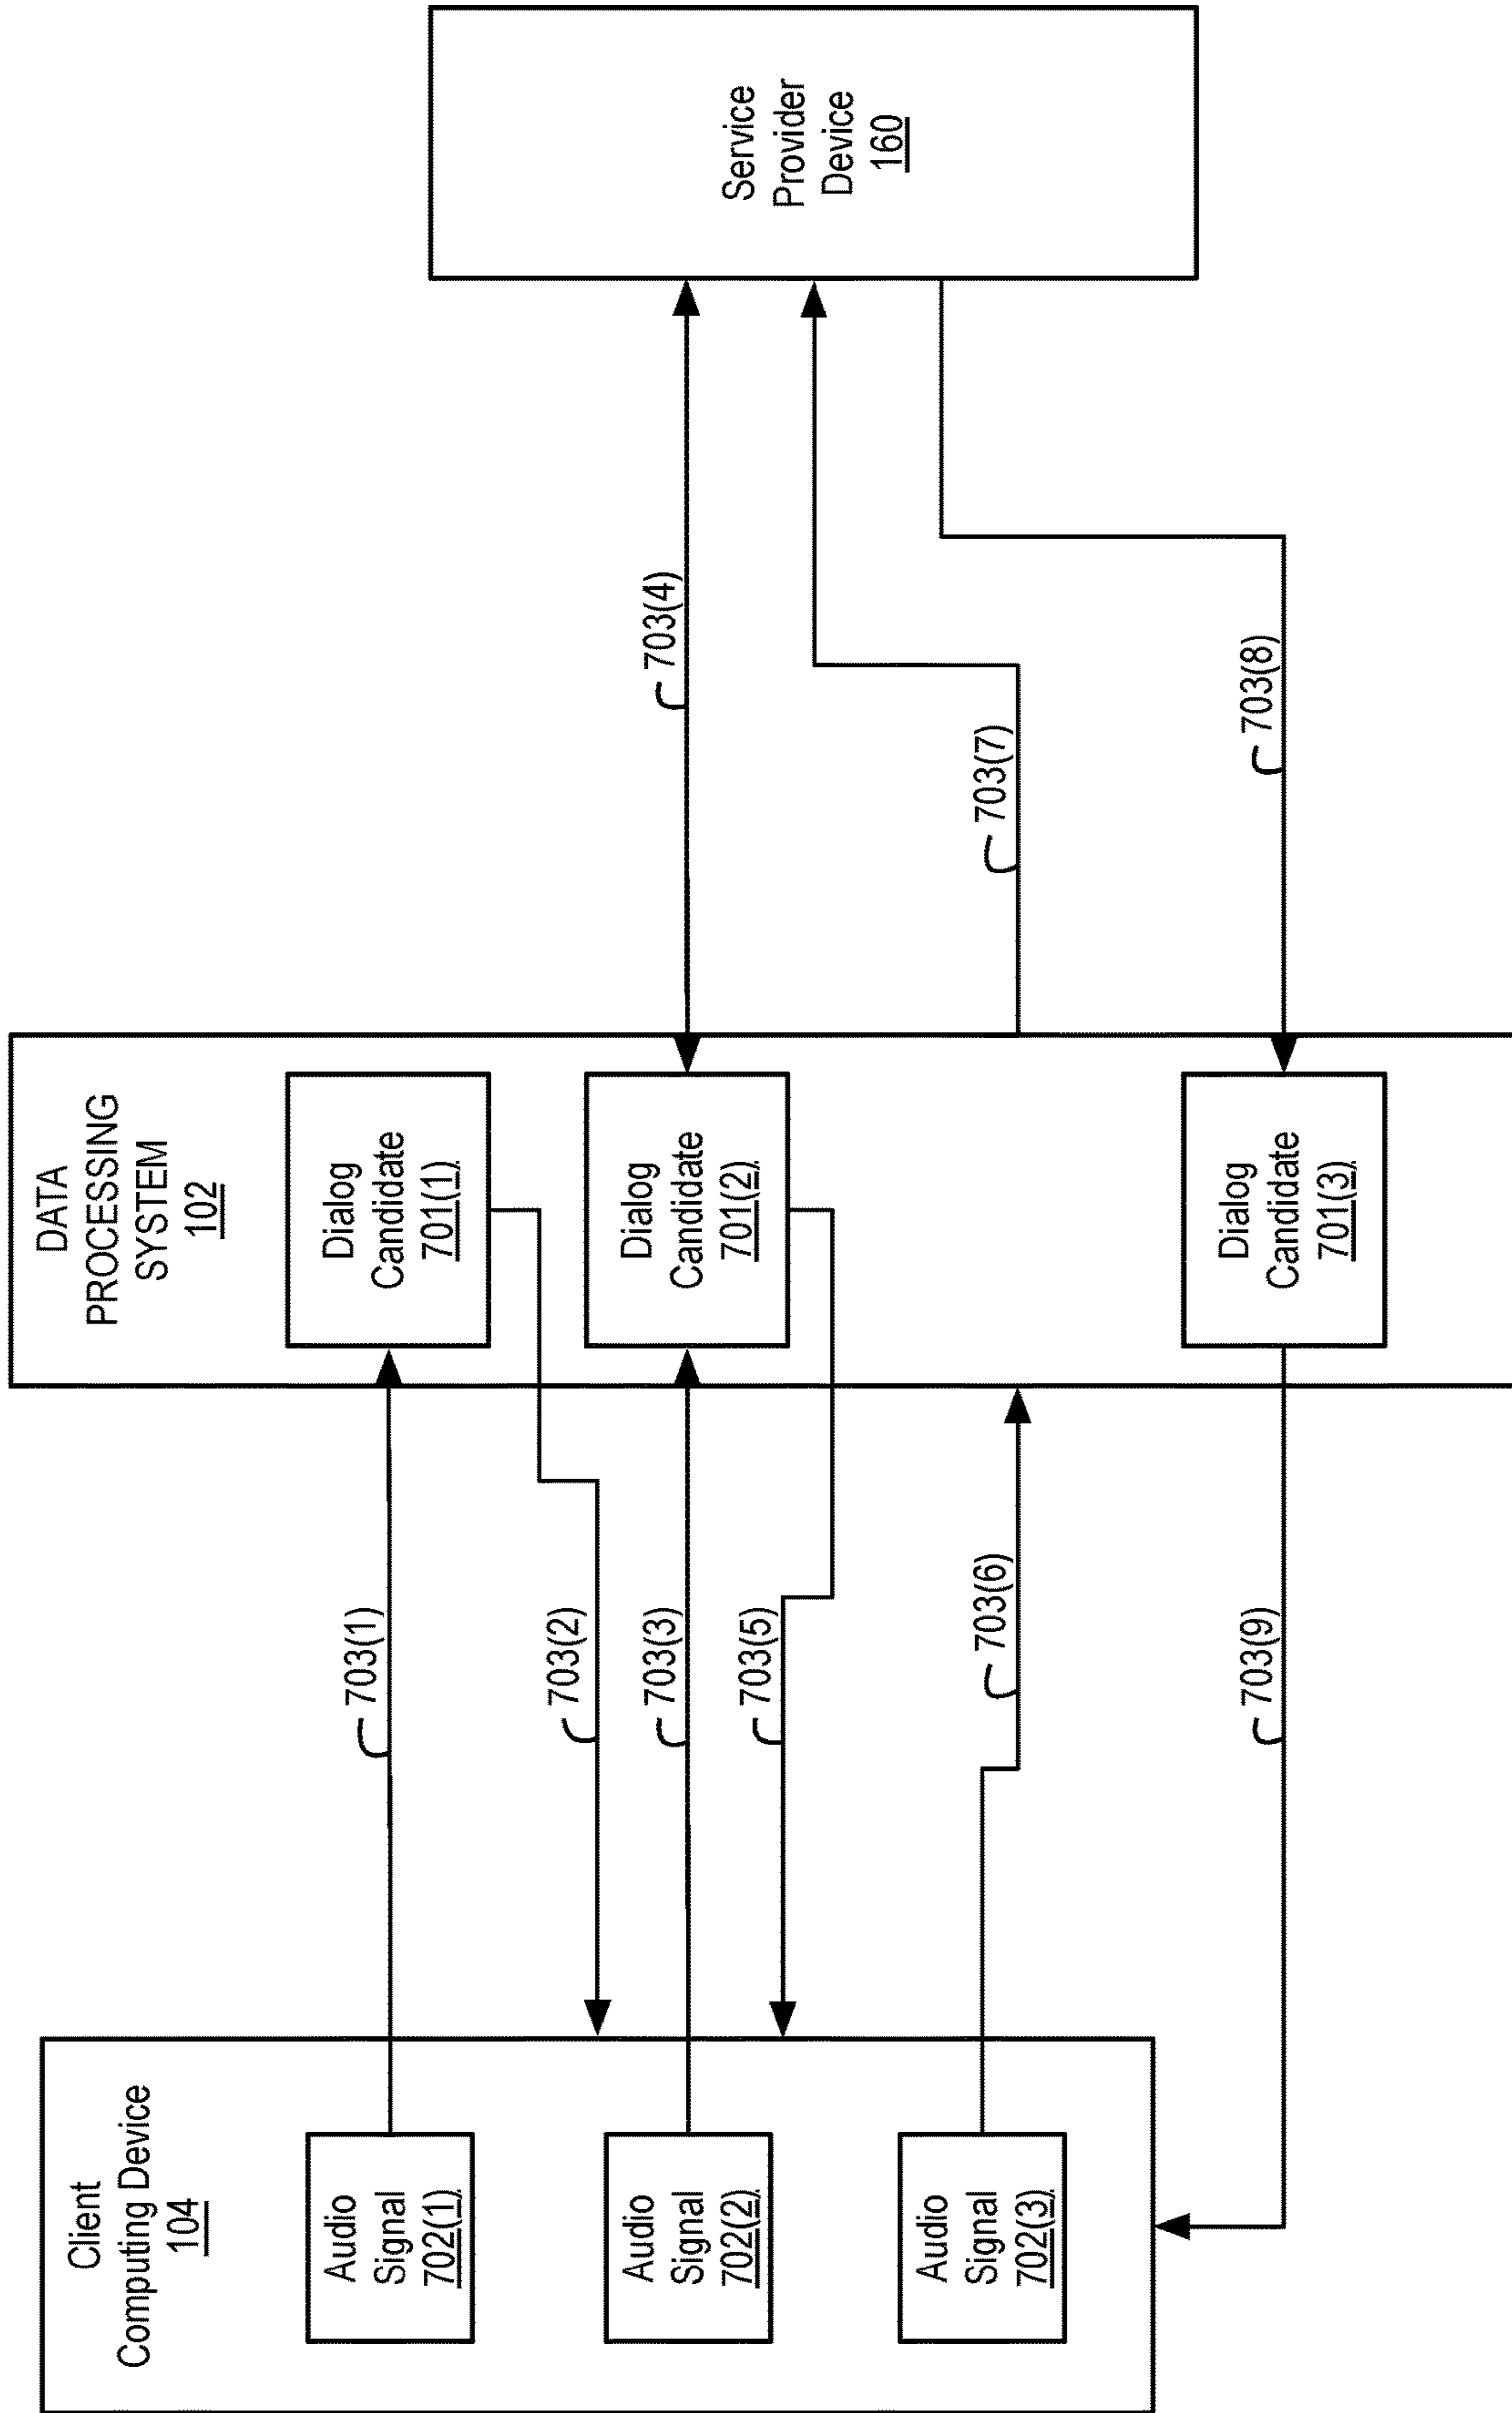 Client
Computing Device
104
Audio
Signal
702(1)
Audio
Signal
702(2)
Audio
Signal
702(3)
703(1)
703(2)
703(3)
703(5)
703(6)
703(9)
DATA
PROCESSING
SYSTEM
102
Dialog
Candidate
701(1)
Dialog
Candidate
701(2)
Dialog
Candidate
701(3)
703(4)
703(7)
703(8)
Service
Provider
Device
160